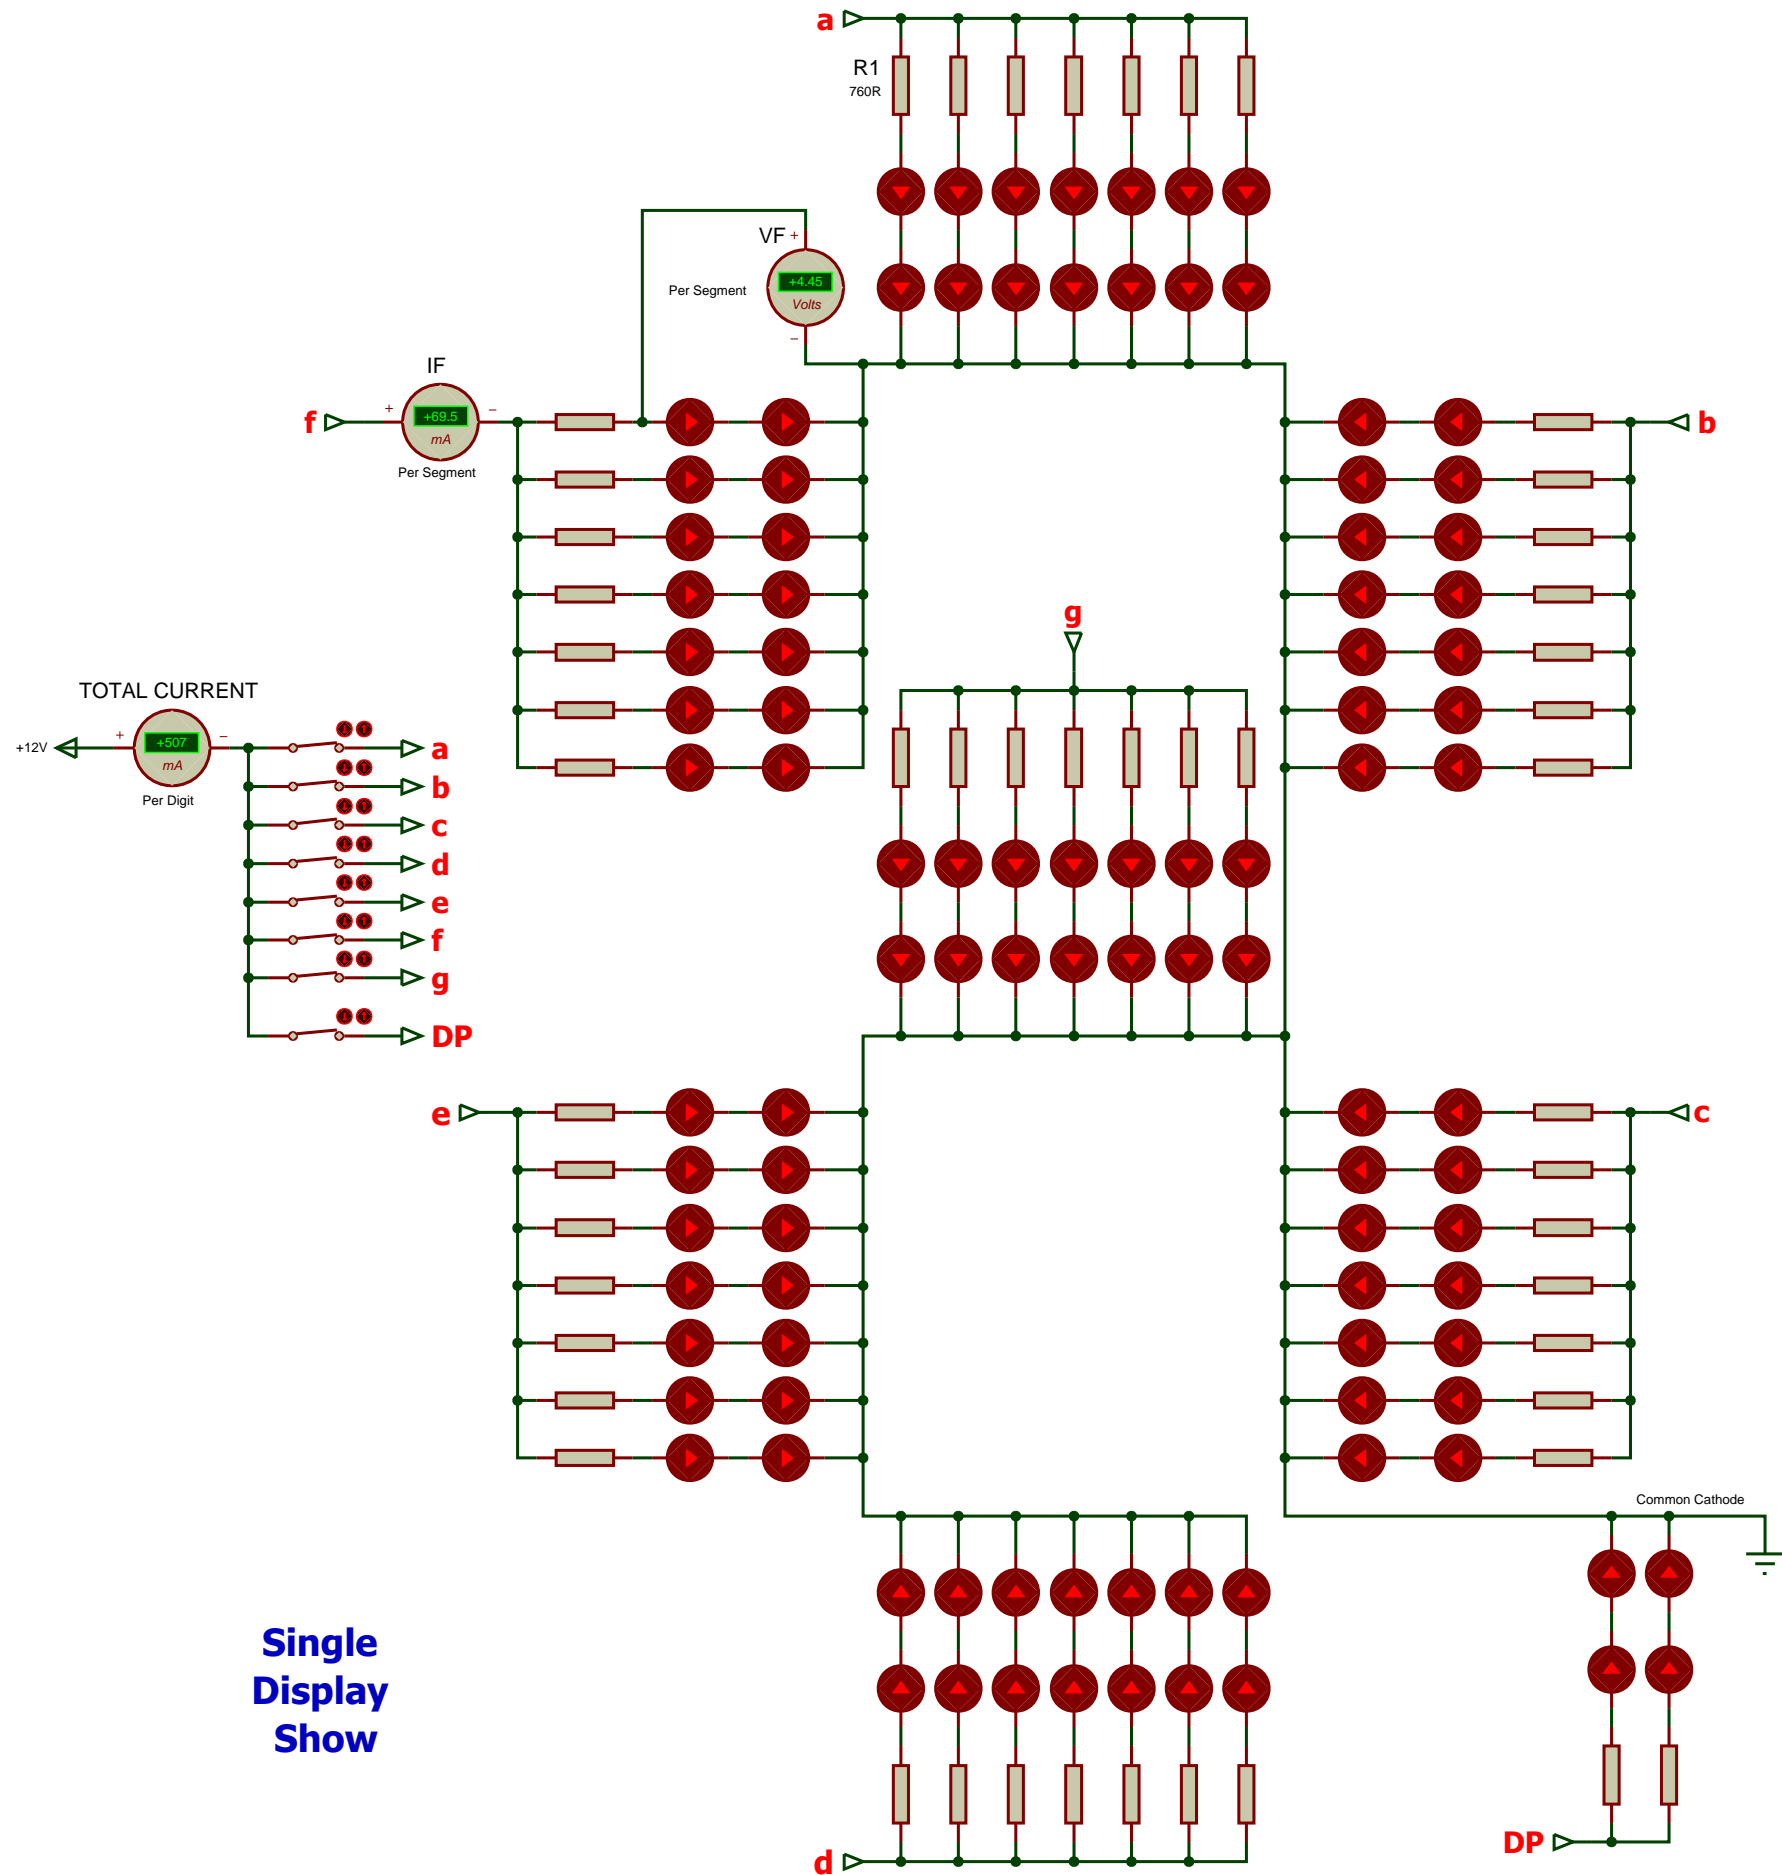 a
R1
760R
VF +
+4.45
Volts
Per Segment
−
IF
f
+
+69.5
mA
−
Per Segment
b
g
TOTAL CURRENT
+12V
+
+507
mA
−
Per Digit
a
b
c
d
e
f
g
DP
e
c
Common Cathode
Single
Display
Show
DP
d